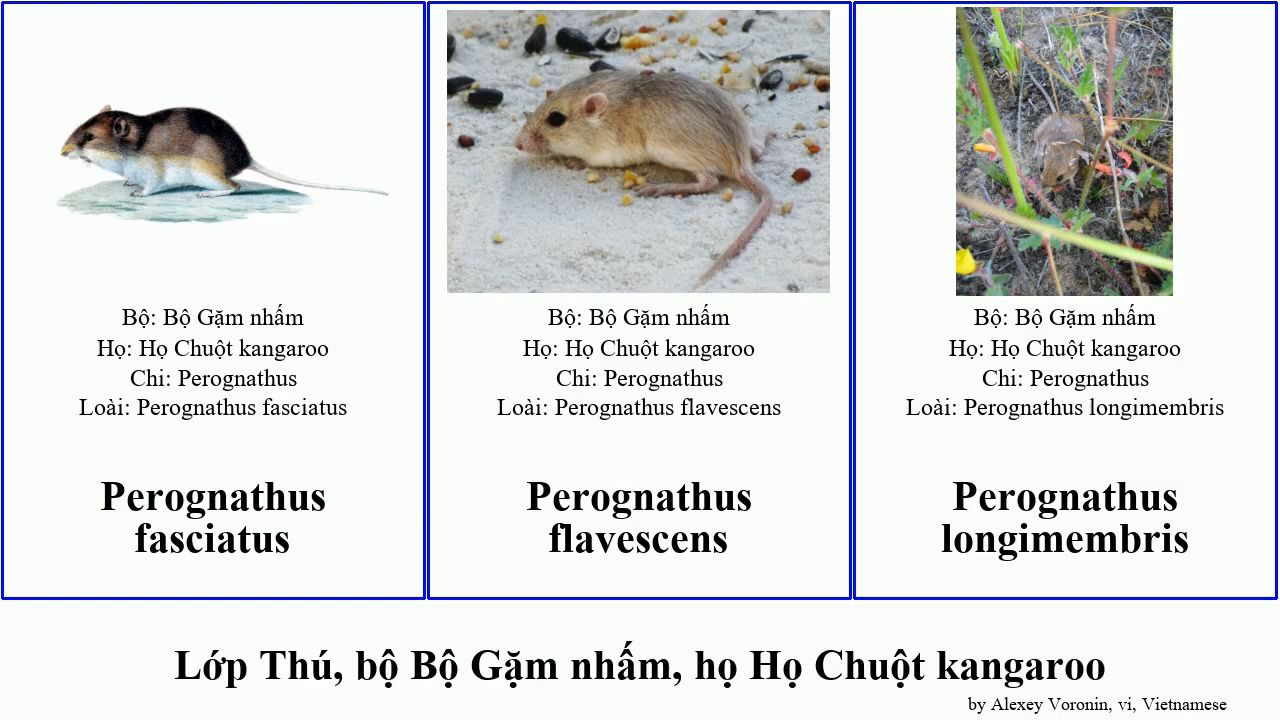 Bộ: Bộ Gặm nhấm
Họ: Họ Chuột kangaroo
Chi: Perognathus
Loài: Perognathus fasciatus
Perognathus
fasciatus
Bộ: Bộ Gặm nhấm
Họ: Họ Chuột kangaroo
Chi: Perognathus
Loài: Perognathus flavescens
Perognathus
flavescens
Bộ: Bộ Gặm nhấm
Họ: Họ Chuột kangaroo
Chi: Perognathus
Loài: Perognathus longimembris
Perognathus
longimembris
Lớp Thú, bộ Bộ Gặm nhấm, họ Họ Chuột kangaroo
by Alexey Voronin, vi, Vietnamese